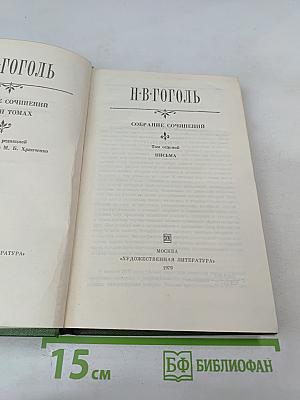 ·В·ГОГОЛЬ
Е СОЧИНЕНИЙ
И ТОМАХ
редакцией
М. Б. Храпченко
РАТУРА»
Н·В·ГОГОЛЬ
СОБРАНИЕ СОЧИНЕНИЙ
Том седьмой
ПИСЬМА
МОСКВА
«ХУДОЖЕСТВЕННАЯ ЛИТЕРАТУРА»
1979
15 см
БФ БИБЛИОФАН